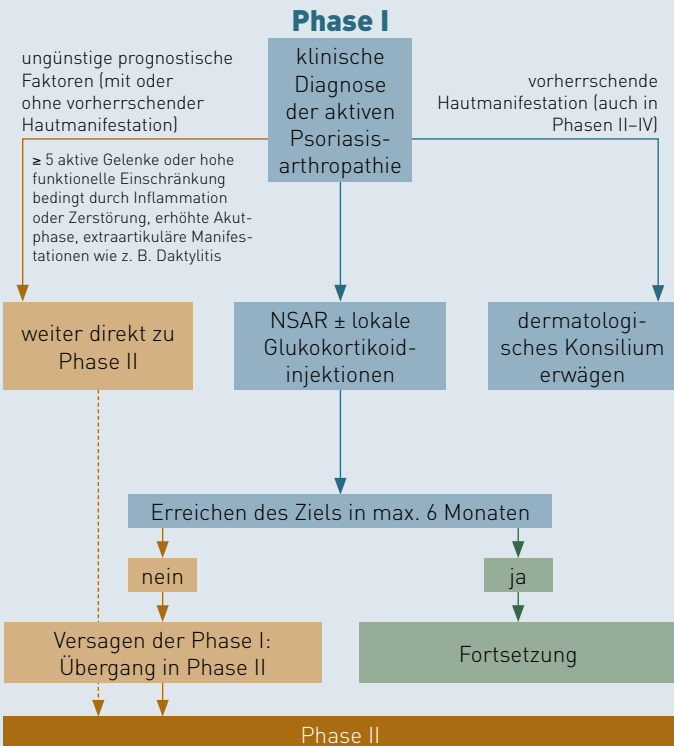 Phase I
klinische
Diagnose
der aktiven
Psoriasis-
arthropathie
ungünstige prognostische
Faktoren (mit oder
ohne vorherrschender
Hautmanifestation)
≥ 5 aktive Gelenke oder hohe
funktionelle Einschränkung
bedingt durch Inflammation
oder Zerstörung, erhöhte Akut-
phase, extraartikuläre Manifes-
tationen wie z. B. Daktylitis
vorherrschende
Hautmanifestation (auch in
Phasen II–IV)
weiter direkt zu
Phase II
NSAR ± lokale
Glukokortikoid-
injektionen
dermatologi-
sches Konsilium
erwägen
Erreichen des Ziels in max. 6 Monaten
nein
ja
Versagen der Phase I:
Übergang in Phase II
Fortsetzung
Phase II